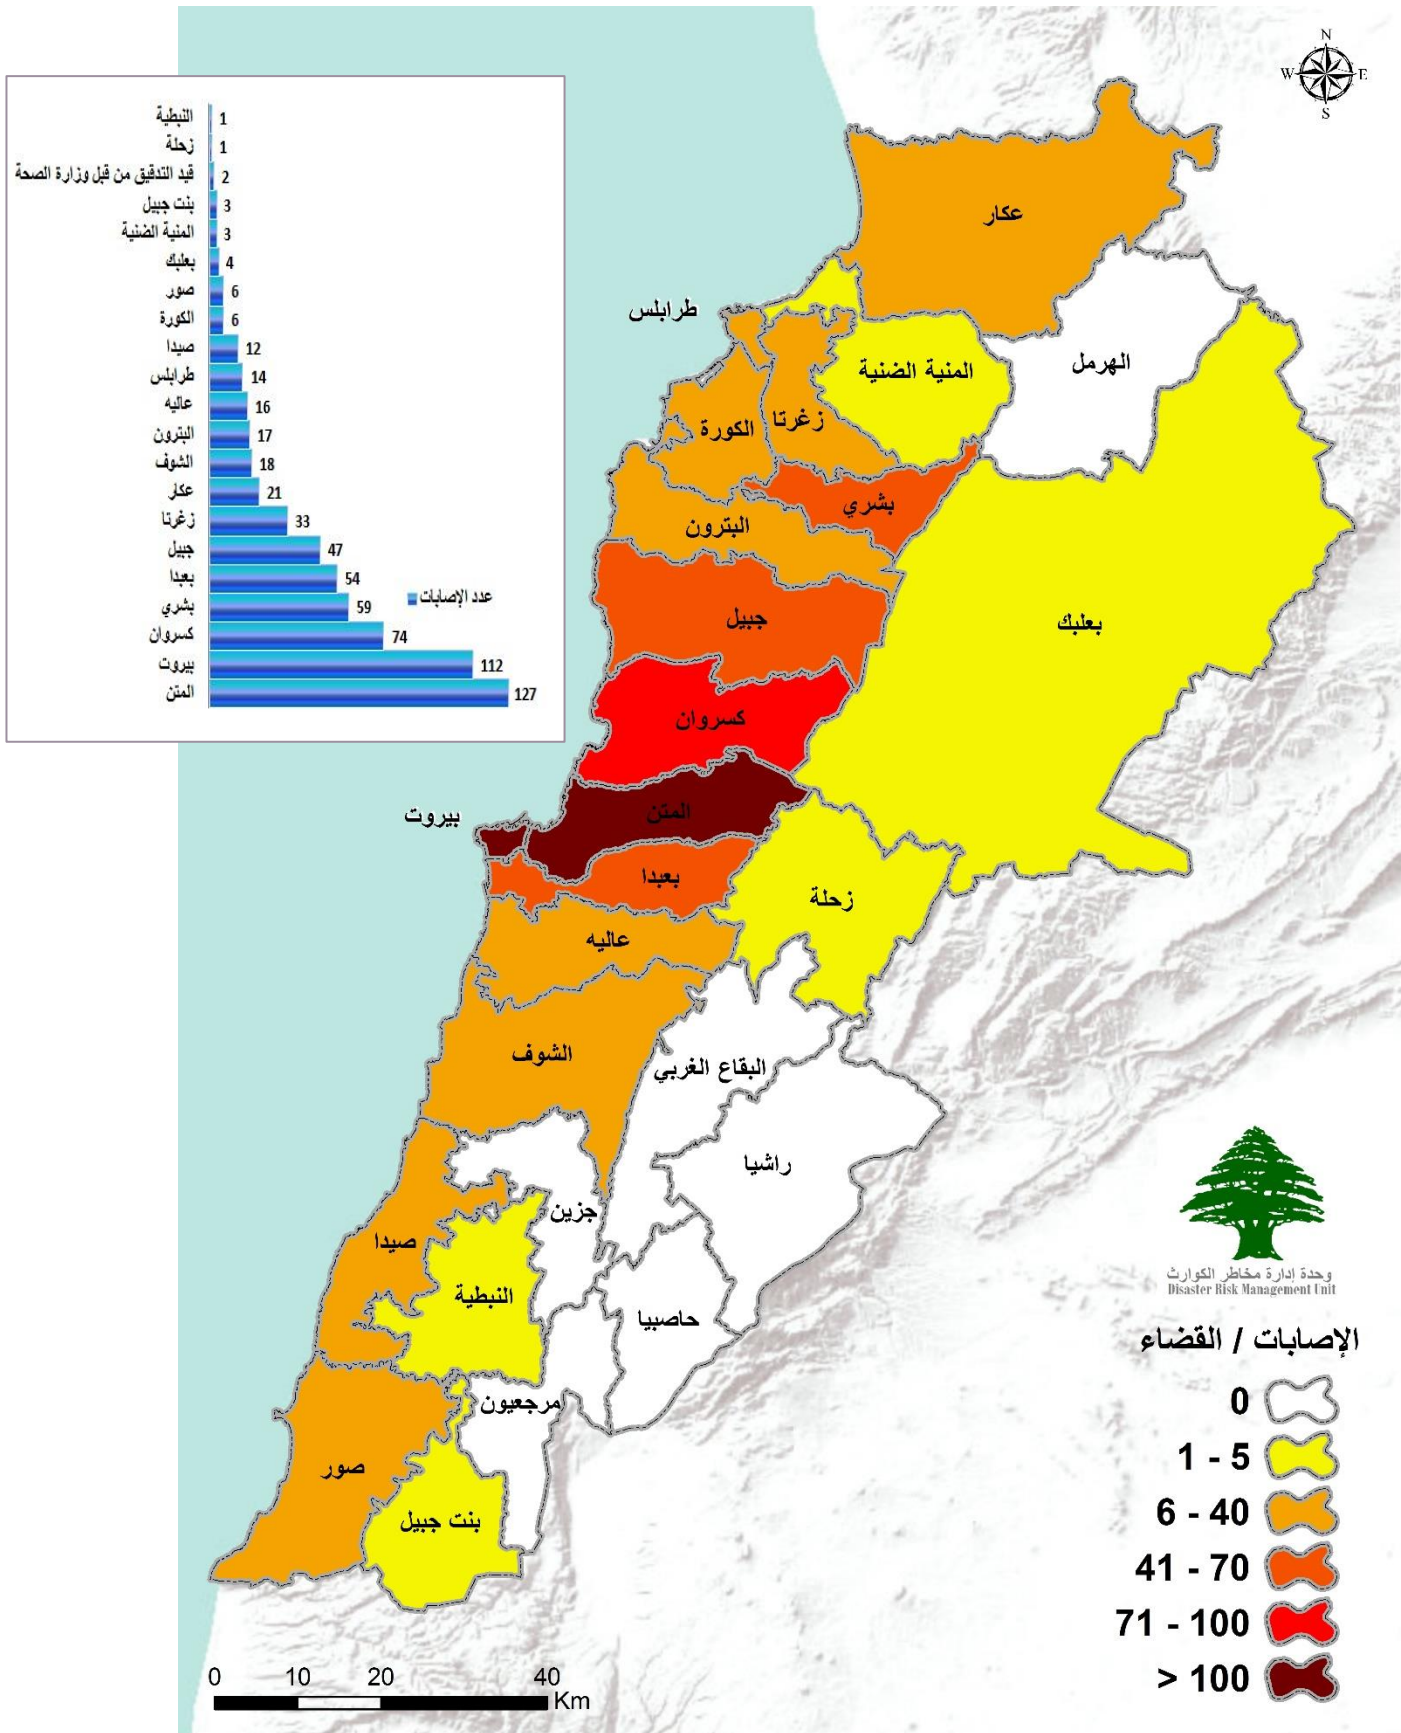 N
W E
S
النبطية 1
زحلة 1
قيد التدقيق من قبل وزارة الصحة 2
بنت جبيل 3
المنية الضنية 3
بعلبك 4
صور 6
الكورة 6
صيدا 12
طرابلس 14
عاليه 16
البترون 17
الشوف 18
عكار 21
زغرتا 33
جبيل 47
بعبدا 54
بشري 59
كسروان 74
بيروت 112
المتن 127
عدد الإصابات
عكار
طرابلس
الهرمل
المنية الضنية
زغرتا
الكورة
بشري
البترون
جبيل
بعلبك
كسروان
المتن
بيروت
بعبدا
زحلة
عاليه
الشوف
البقاع الغربي
راشيا
جزين
صيدا
النبطية
حاصبيا
مرجعيون
صور
بنت جبيل
وحدة إدارة مخاطر الكوارث
Disaster Risk Management Unit
الإصابات / القضاء
0
1 - 5
6 - 40
41 - 70
71 - 100
> 100
0 10 20 40
Km